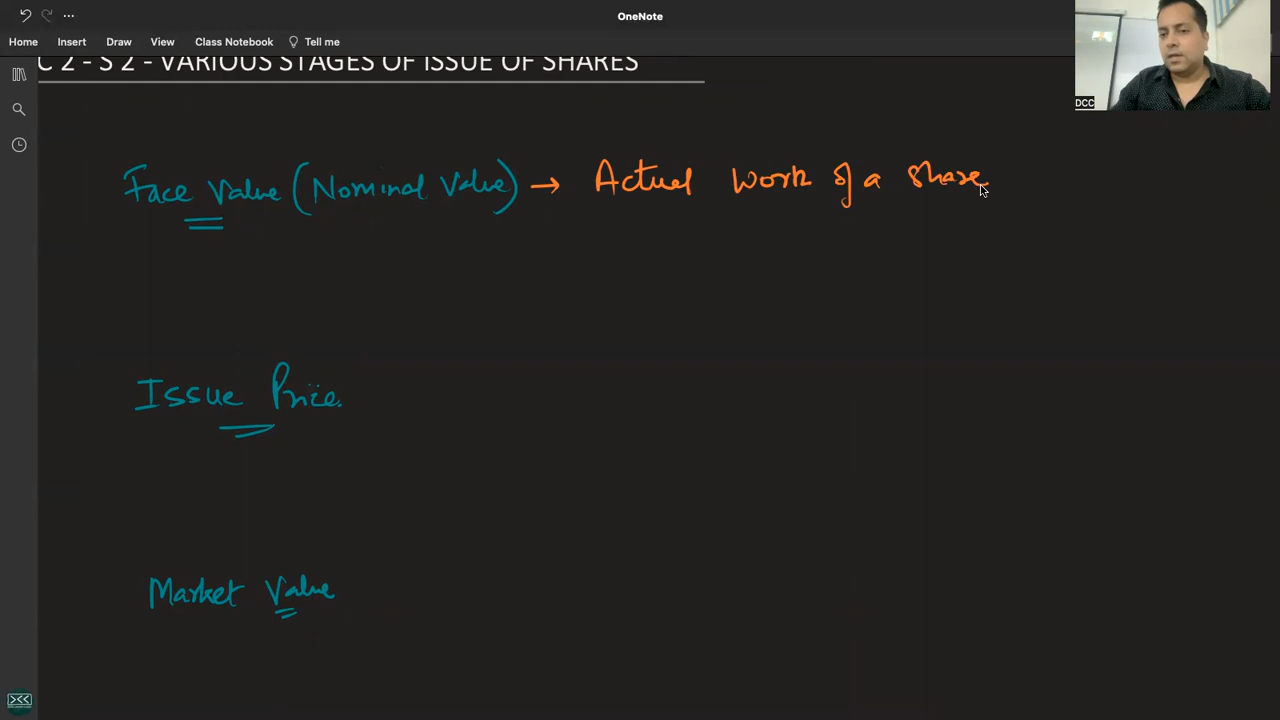 OneNote
Home Insert Draw View Class Notebook Tell me
C 2 - S 2 - VARIOUS STAGES OF ISSUE OF SHARES
DCC
Face Value (Nominal Value) → Actual Work of a Share
Issue Price.
Market Value